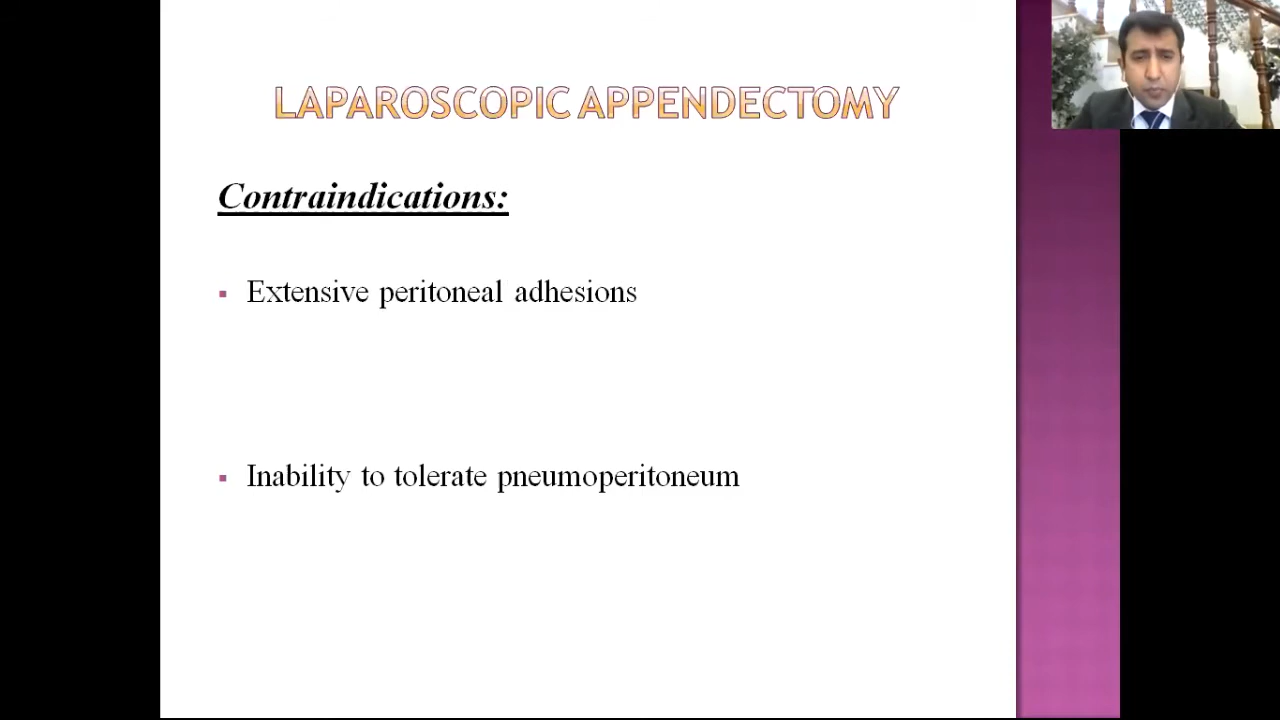 LAPAROSCOPIC APPENDECTOMY
Contraindications:
▪ Extensive peritoneal adhesions
▪ Inability to tolerate pneumoperitoneum